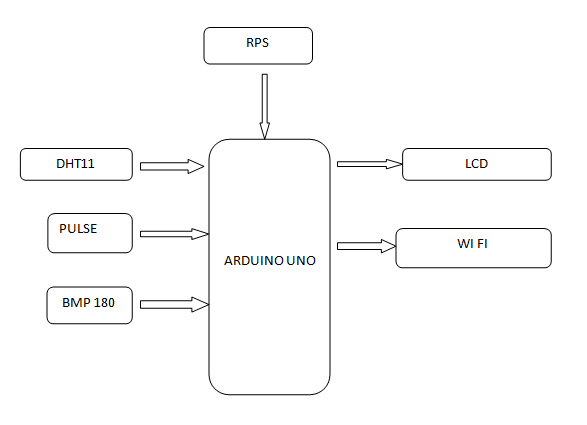 RPS
DHT11
LCD
PULSE
WI FI
ARDUINO UNO
BMP 180